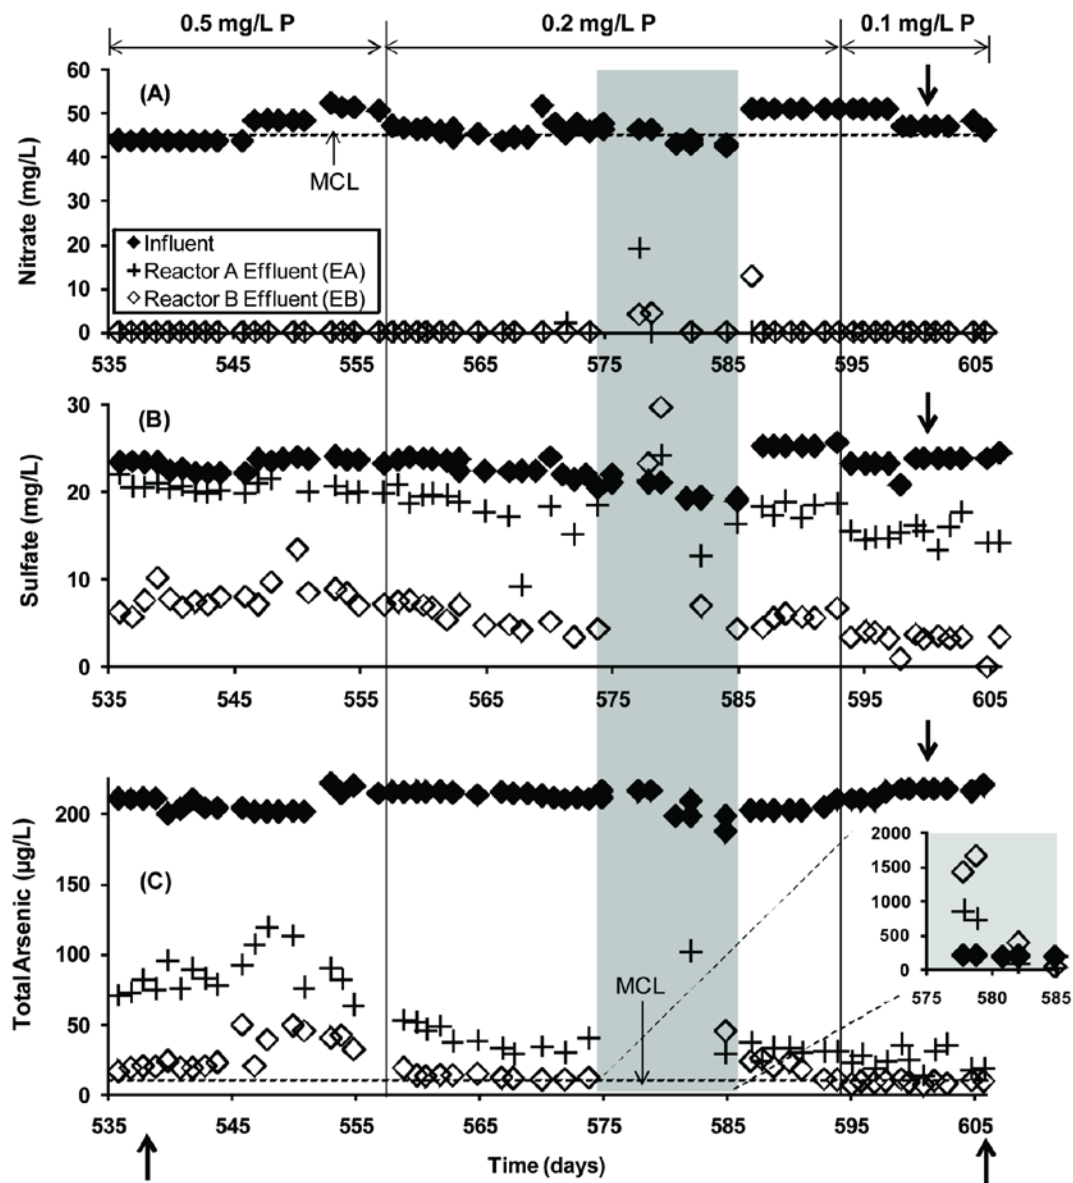 0.5 mg/L P 0.2 mg/L P 0.1 mg/L P
(A)
Nitrate (mg/L)
60
50
40
30
20
10
0
MCL
Influent
Reactor A Effluent (EA)
Reactor B Effluent (EB)
535 545 555 565 575 585 595 605
(B)
Sulfate (mg/L)
30
20
10
0
535 545 555 565 575 585 595 605
(C)
Total Arsenic (µg/L)
200
150
100
50
0
MCL
2000
1500
1000
500
0
575 580 585
535 545 555 565 575 585 595 605
Time (days)